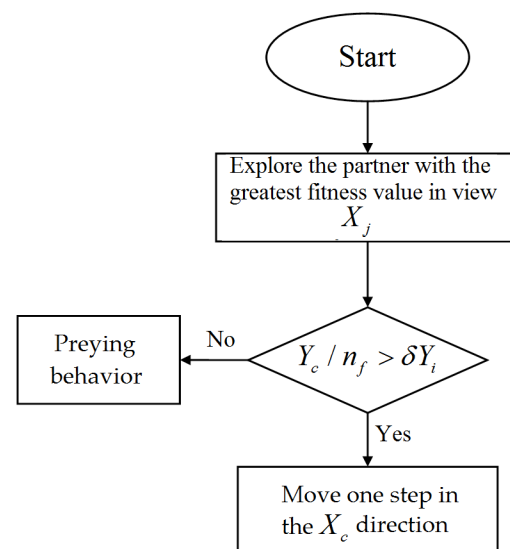 Start
Explore the partner with the
greatest fitness value in view
X_j
No
Preying
behavior
Y_c / n_f > δY_i
Yes
Move one step in
the X_c direction